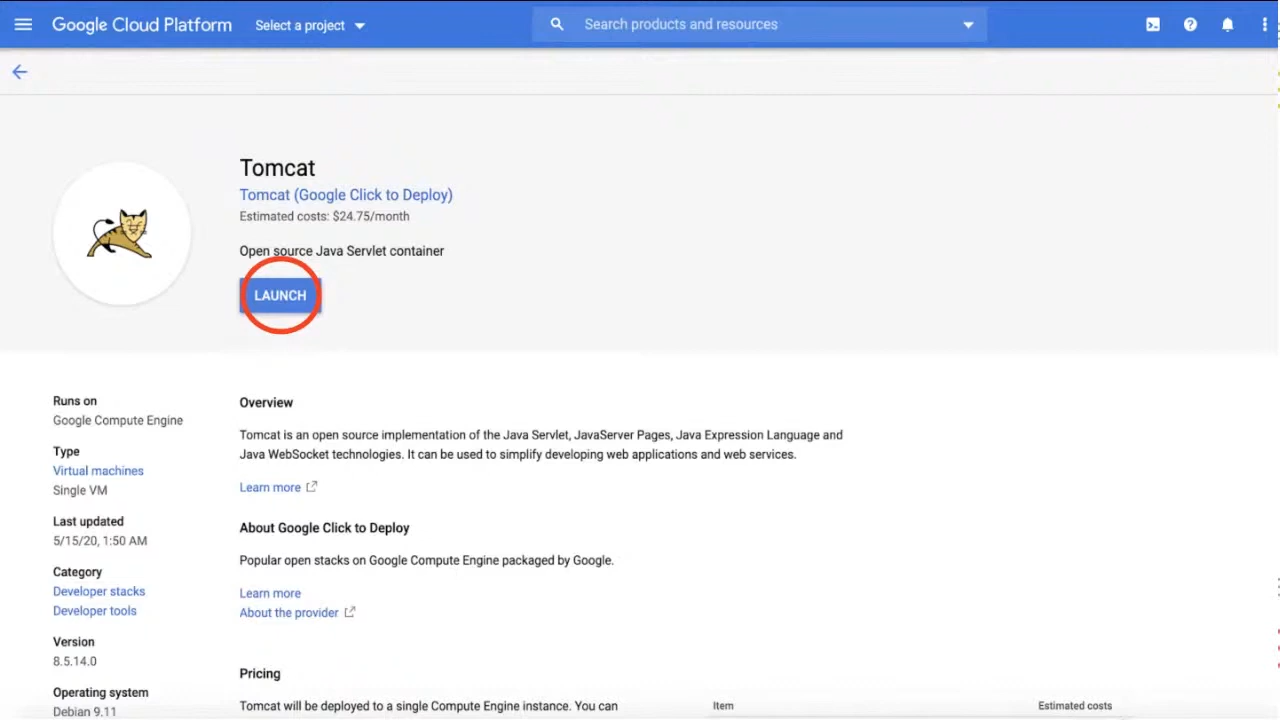 Google Cloud Platform
Select a project
Search products and resources
Tomcat
Tomcat (Google Click to Deploy)
Estimated costs: $24.75/month
Open source Java Servlet container
LAUNCH
Runs on
Google Compute Engine
Type
Virtual machines
Single VM
Last updated
5/15/20, 1:50 AM
Category
Developer stacks
Developer tools
Version
8.5.14.0
Operating system
Debian 9.11
Overview
Tomcat is an open source implementation of the Java Servlet, JavaServer Pages, Java Expression Language and
Java WebSocket technologies. It can be used to simplify developing web applications and web services.
Learn more
About Google Click to Deploy
Popular open stacks on Google Compute Engine packaged by Google.
Learn more
About the provider
Pricing
Tomcat will be deployed to a single Compute Engine instance. You can
Item
Estimated costs